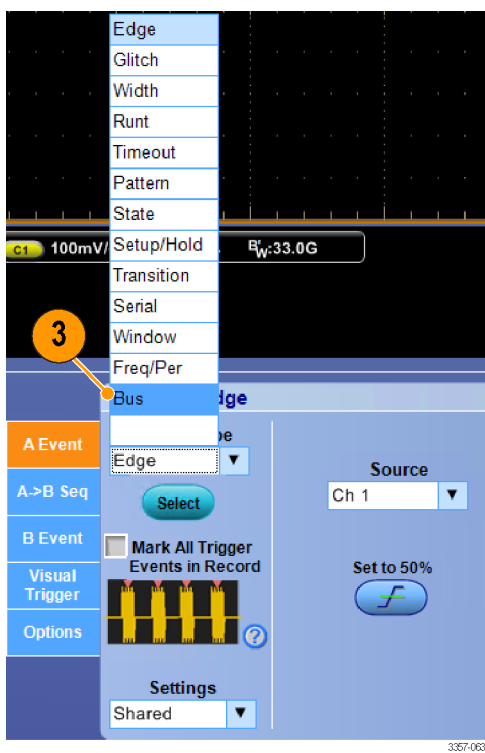 Edge
Glitch
Width
Runt
Timeout
Pattern
State
C1 100mV/
Setup/Hold
BW:33.0G
Transition
Serial
Window
3
Freq/Per
Bus
dge
A Event
pe
Edge
Source
A->B Seq
Ch 1
Select
B Event
Mark All Trigger
Events in Record
Set to 50%
Visual
Trigger
Options
?
Settings
Shared
3357-063